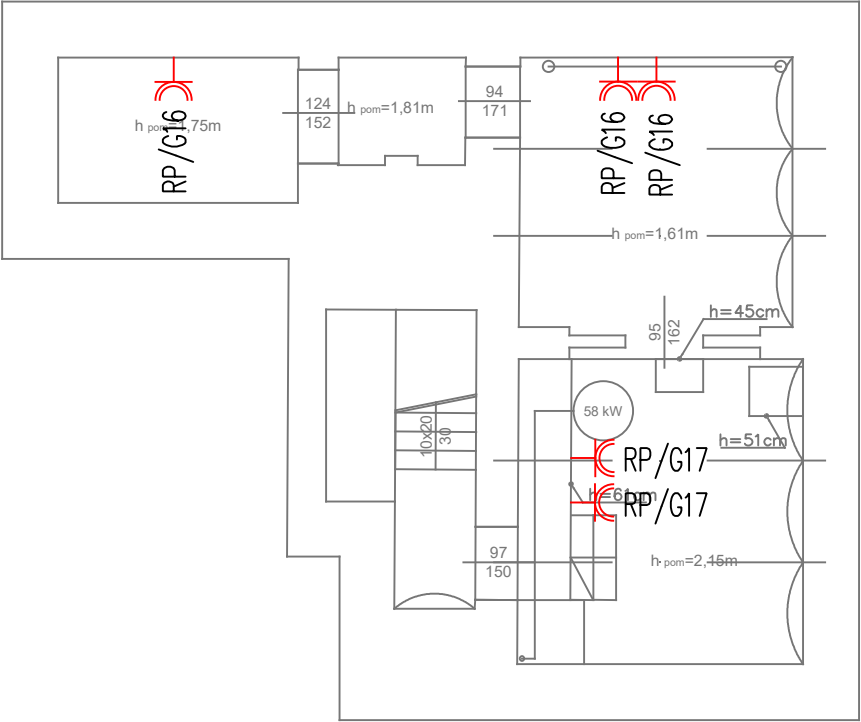 124
152
h pom=1,81m
94
171
h pom=1,75m
RP/G16
RP/G16
RP/G16
h pom=1,61m
95
162
h=45cm
58 kW
10x20
30
h=51cm
RP/G17
h=61cm
RP/G17
97
150
h pom=2,15m